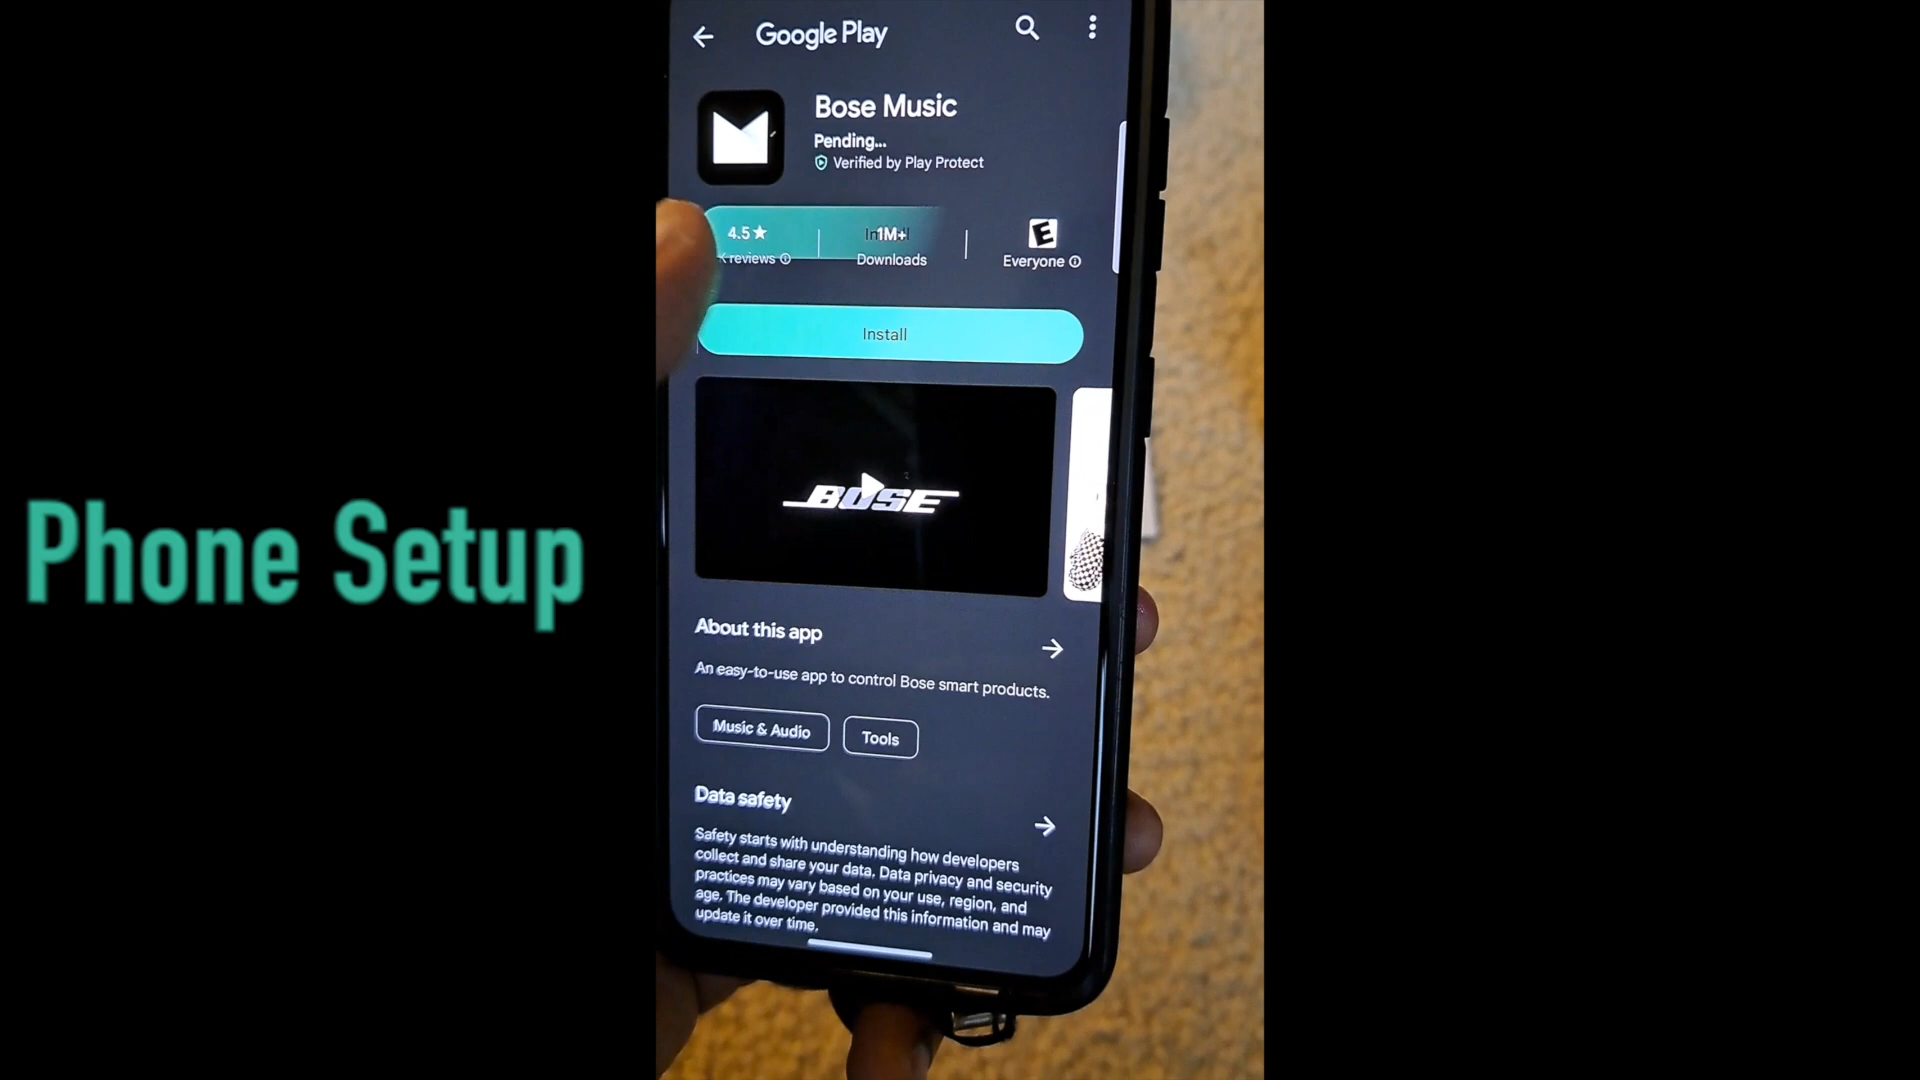 Google Play
Bose Music
Pending...
Verified by Play Protect
4.5★
1M+
E
reviews
Downloads
Everyone
Install
BOSE
About this app
An easy-to-use app to control Bose smart products.
Music & Audio
Tools
Data safety
Safety starts with understanding how developers
collect and share your data. Data privacy and security
practices may vary based on your use, region, and
age. The developer provided this information and may
update it over time.
Phone Setup